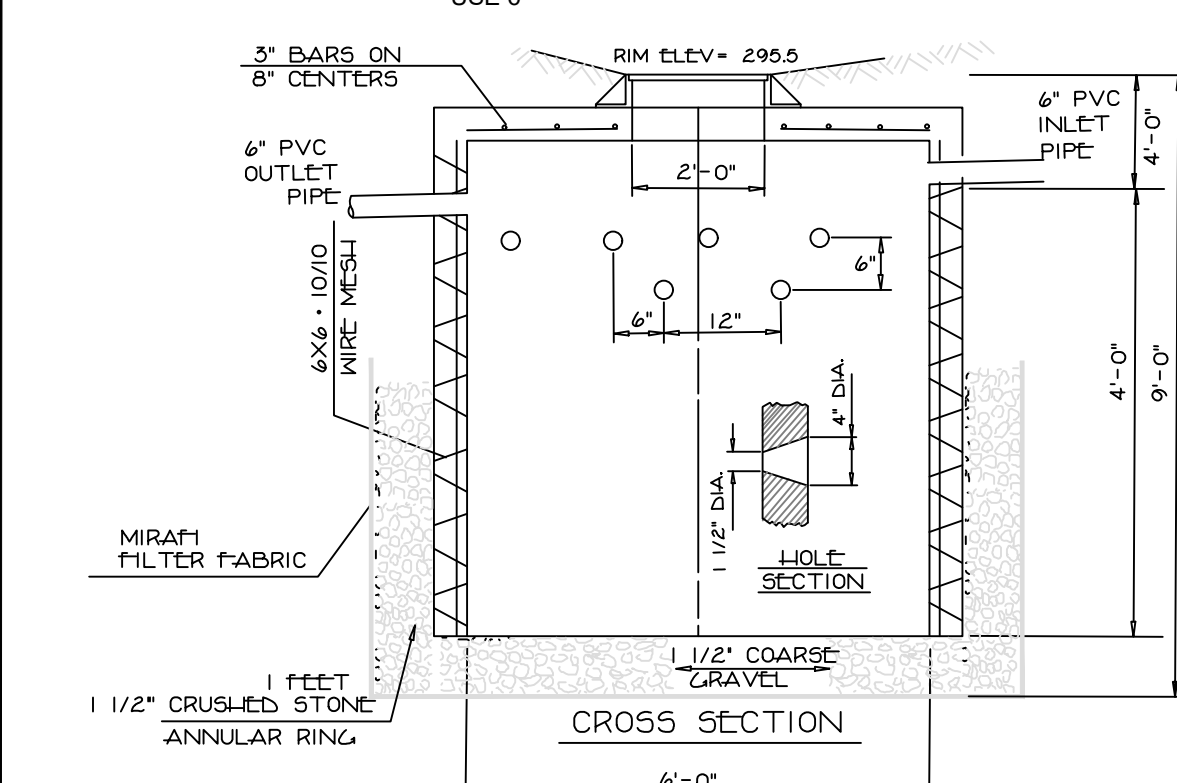 RIM ELEV= 295.5
3" BARS ON
8" CENTERS
6" PVC
INLET
PIPE
4'-0"
6" PVC
OUTLET
PIPE
2'-0"
6"
6X6 • 10/10
WIRE MESH
6"
12"
4'-0"
9'-0"
4" DIA.
1 1/2" DIA.
HOLE
SECTION
MIRAFI
FILTER FABRIC
1 1/2" COARSE
GRAVEL
1 FEET
1 1/2" CRUSHED STONE
ANNULAR RING
CROSS SECTION
6'-0"